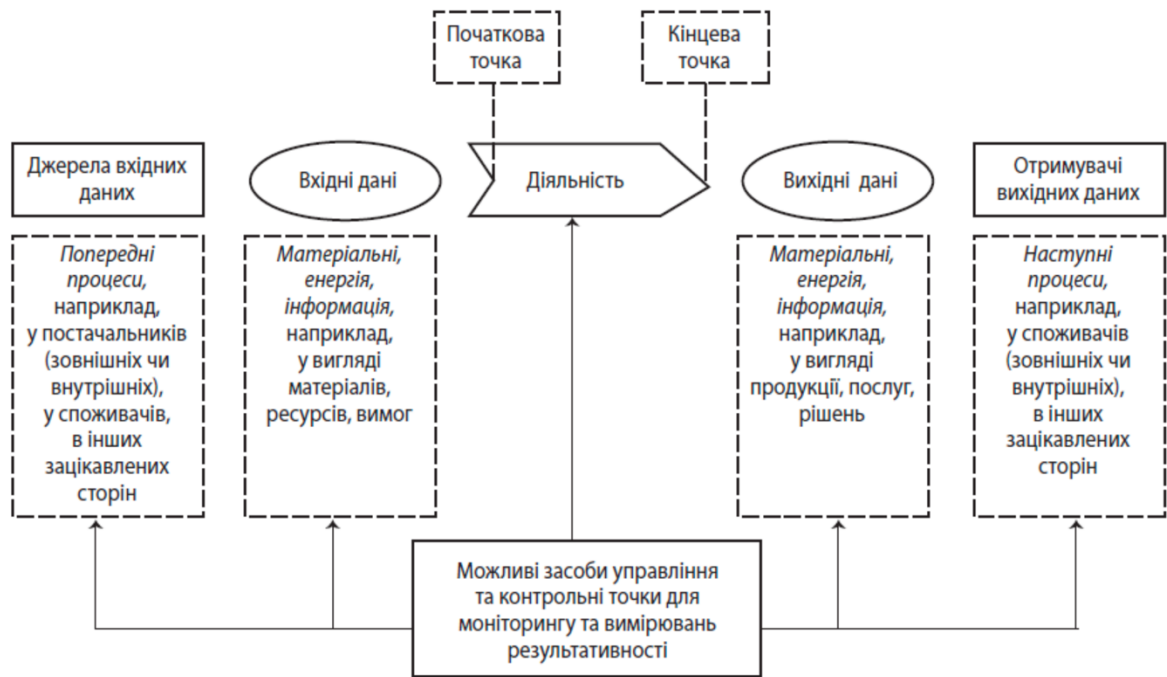 Початкова
точка
Кінцева
точка
Джерела вхідних
даних
Вхідні дані
Діяльність
Вихідні дані
Отримувачі
вихідних даних
Попередні
процеси,
наприклад,
у постачальників
(зовнішніх чи
внутрішніх),
у споживачів,
в інших
зацікавлених
сторін
Матеріальні,
енергія,
інформація,
наприклад,
у вигляді
матеріалів,
ресурсів, вимог
Матеріальні,
енергія,
інформація,
наприклад,
у вигляді
продукції, послуг,
рішень
Наступні
процеси,
наприклад,
у споживачів
(зовнішніх чи
внутрішніх),
в інших
зацікавлених
сторін
Можливі засоби управління
та контрольні точки для
моніторингу та вимірювань
результативності